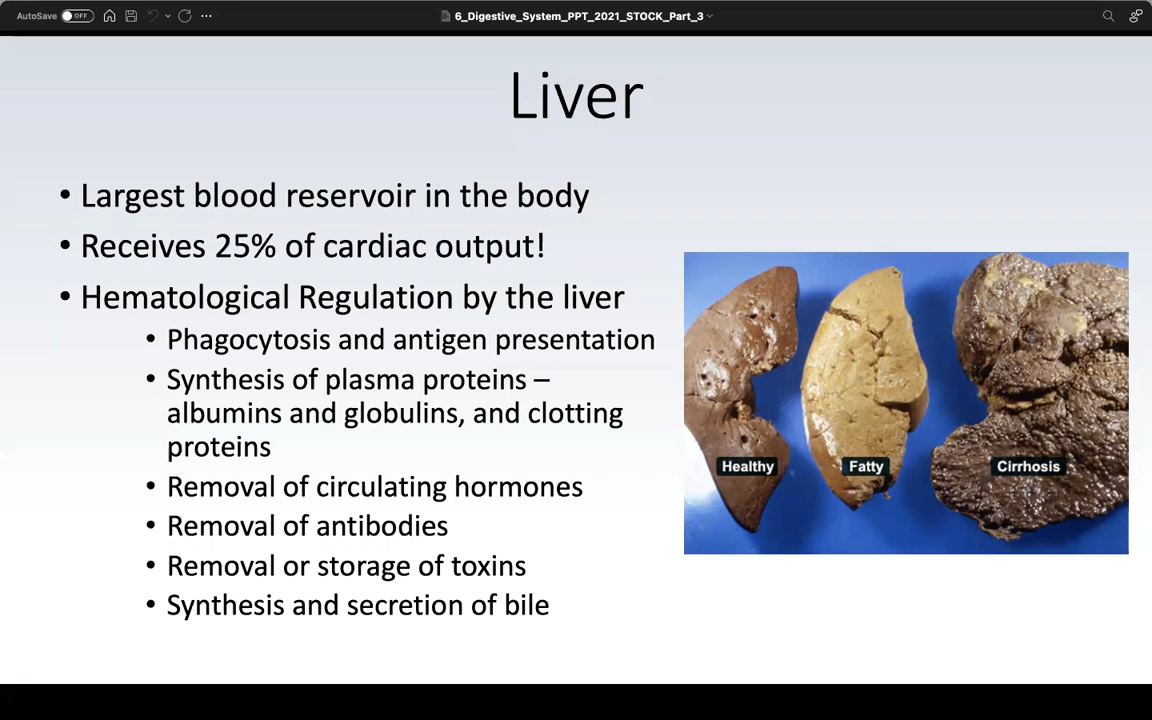 AutoSave OFF 6_Digestive_System_PPT_2021_STOCK_Part_3
Liver
• Largest blood reservoir in the body
• Receives 25% of cardiac output!
• Hematological Regulation by the liver
• Phagocytosis and antigen presentation
• Synthesis of plasma proteins –
albumins and globulins, and clotting
proteins
• Removal of circulating hormones
• Removal of antibodies
• Removal or storage of toxins
• Synthesis and secretion of bile
Healthy Fatty Cirrhosis